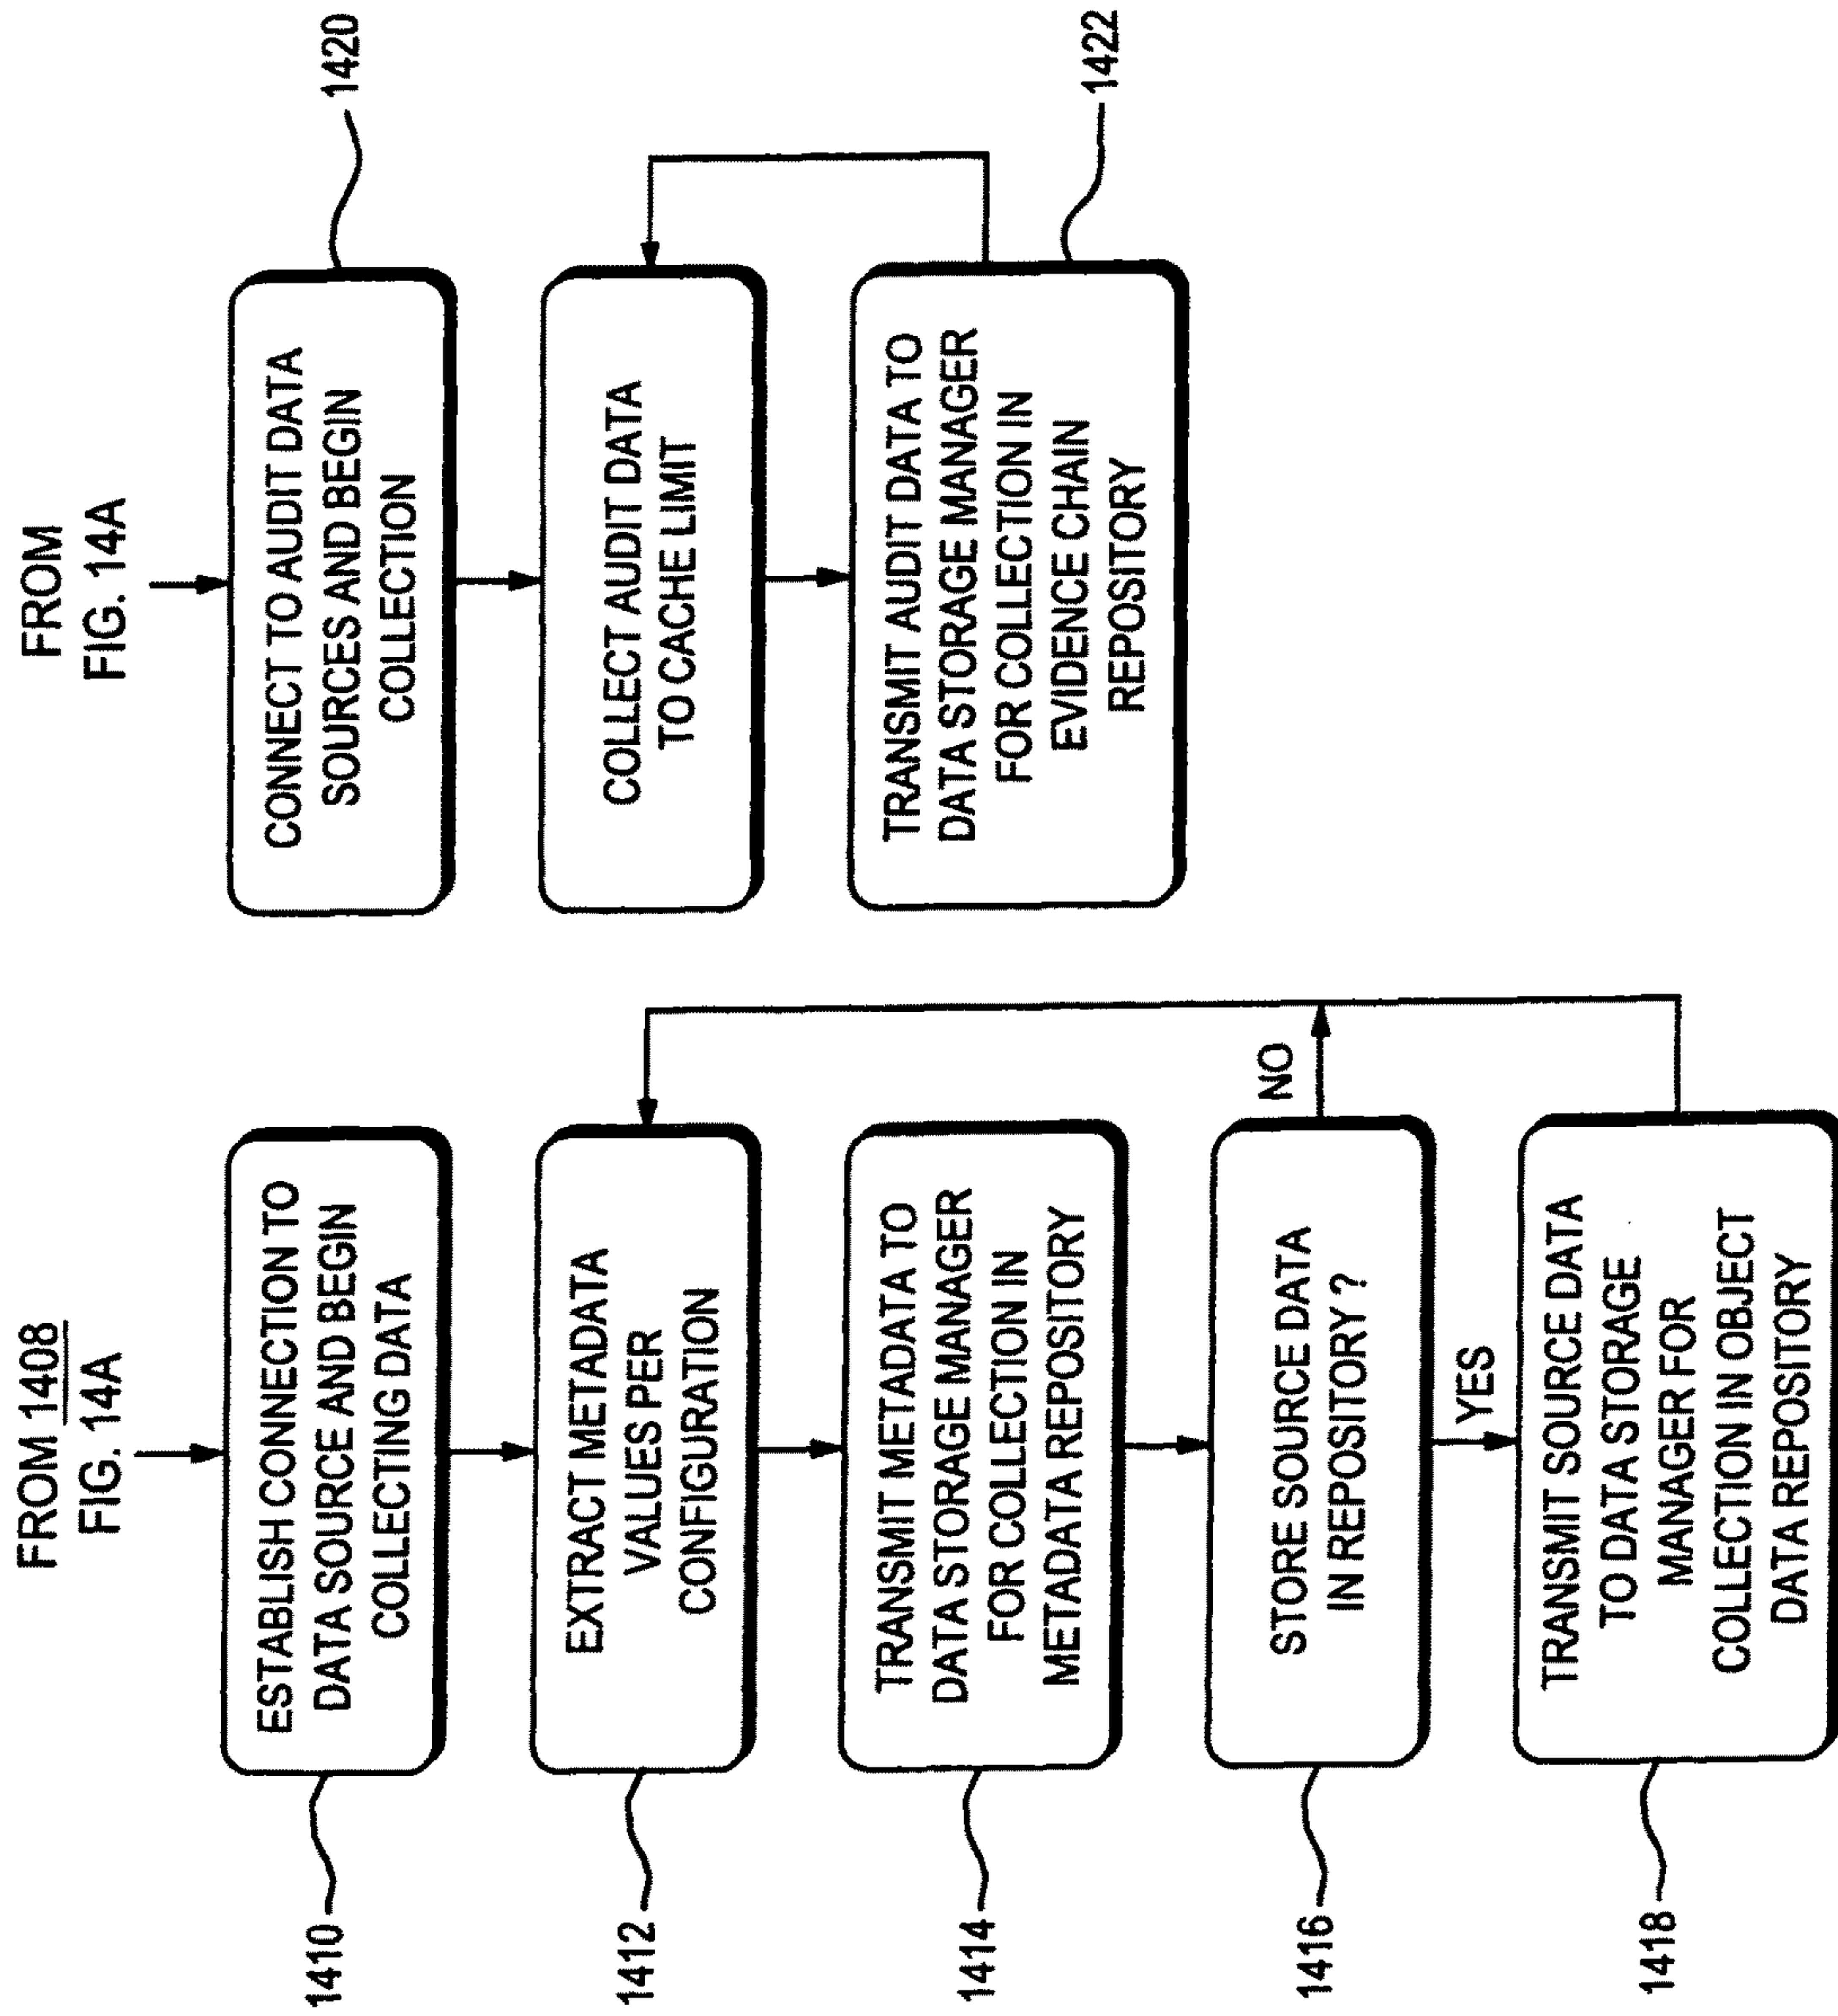 FROM 1408
FIG. 14A
ESTABLISH CONNECTION TO
DATA SOURCE AND BEGIN
COLLECTING DATA
1410
EXTRACT METADATA
VALUES PER
CONFIGURATION
1412
TRANSMIT METADATA TO
DATA STORAGE MANAGER
FOR COLLECTION IN
METADATA REPOSITORY
1414
STORE SOURCE DATA
IN REPOSITORY ?
1416
NO
YES
TRANSMIT SOURCE DATA
TO DATA STORAGE
MANAGER FOR
COLLECTION IN OBJECT
DATA REPOSITORY
1418
FROM
FIG. 14A
CONNECT TO AUDIT DATA
SOURCES AND BEGIN
COLLECTION
1420
COLLECT AUDIT DATA
TO CACHE LIMIT
TRANSMIT AUDIT DATA TO
DATA STORAGE MANAGER
FOR COLLECTION IN
EVIDENCE CHAIN
REPOSITORY
1422